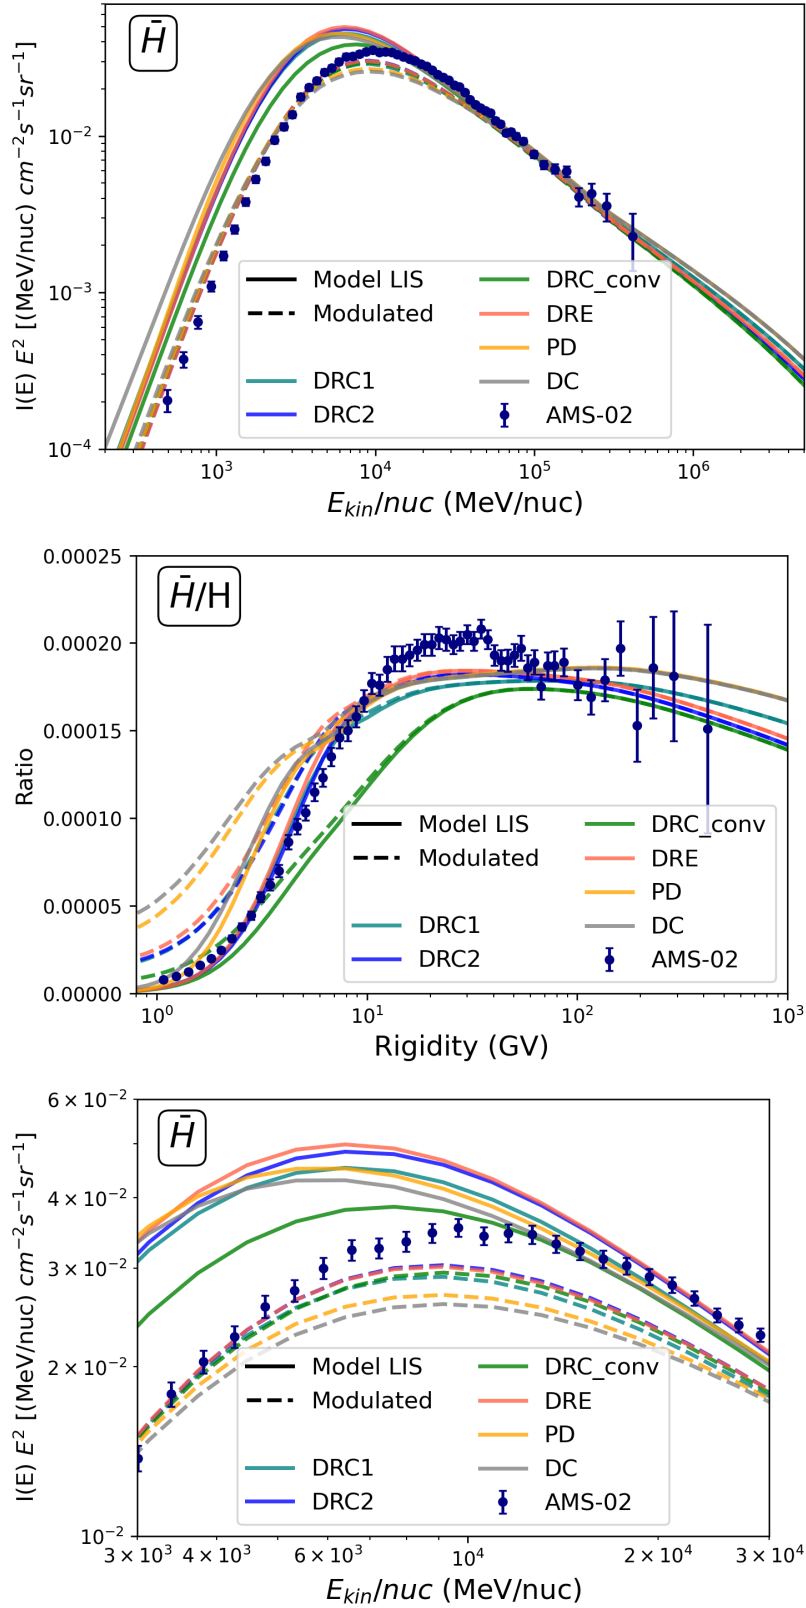 H̄
I(E) E² [(MeV/nuc) cm⁻²s⁻¹sr⁻¹]
10⁻²
10⁻³
10⁻⁴
Model LIS
Modulated
DRC1
DRC2
DRC_conv
DRE
PD
DC
AMS-02
10³ 10⁴ 10⁵ 10⁶
E_kin/nuc (MeV/nuc)
H̄/H
Ratio
0.00025
0.00020
0.00015
0.00010
0.00005
0.00000
Model LIS
Modulated
DRC1
DRC2
DRC_conv
DRE
PD
DC
AMS-02
10⁰ 10¹ 10² 10³
Rigidity (GV)
H̄
I(E) E² [(MeV/nuc) cm⁻²s⁻¹sr⁻¹]
6 × 10⁻²
4 × 10⁻²
3 × 10⁻²
2 × 10⁻²
10⁻²
Model LIS
Modulated
DRC1
DRC2
DRC_conv
DRE
PD
DC
AMS-02
3 × 10³ 4 × 10³ 6 × 10³ 10⁴ 2 × 10⁴ 3 × 10⁴
E_kin/nuc (MeV/nuc)